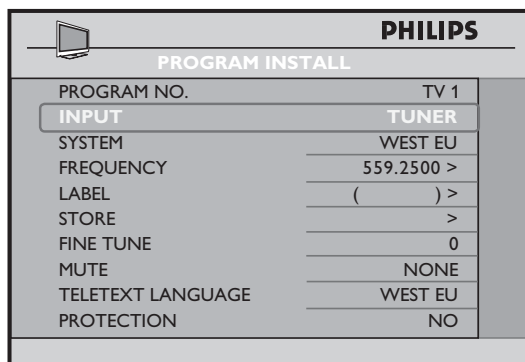 PHILIPS
PROGRAM INSTALL
PROGRAM NO. TV 1
INPUT TUNER
SYSTEM WEST EU
FREQUENCY 559.2500 >
LABEL ( ) >
STORE >
FINE TUNE 0
MUTE NONE
TELETEXT LANGUAGE WEST EU
PROTECTION NO